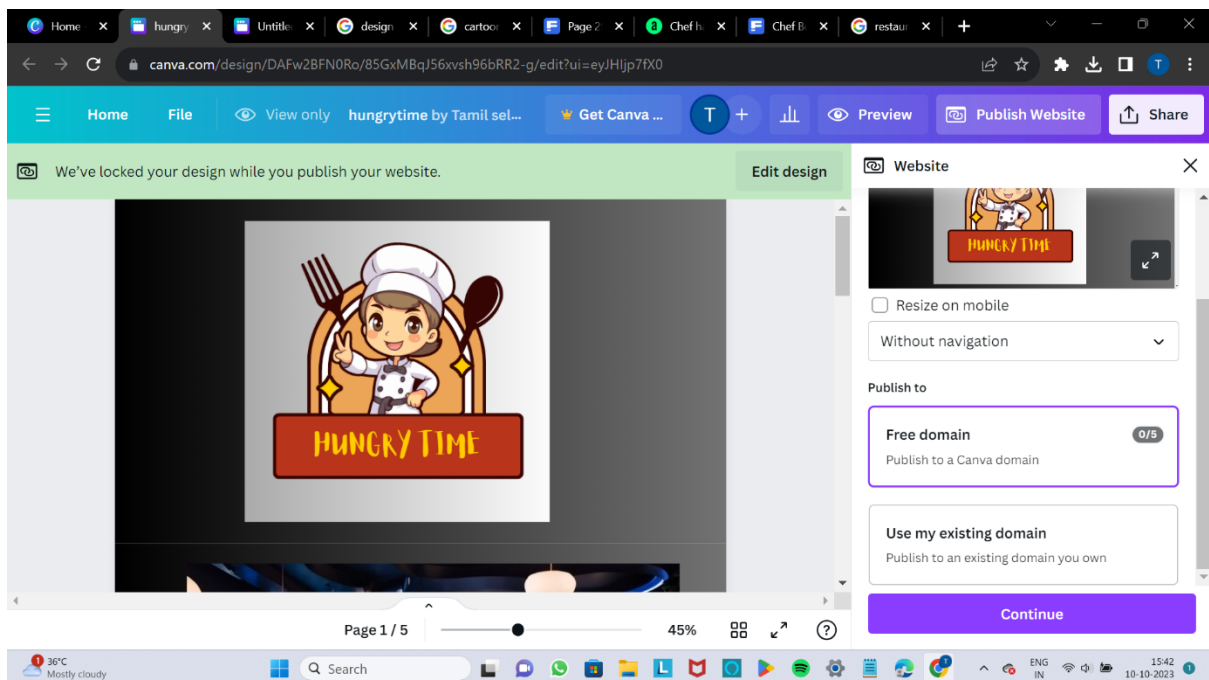 Home
hungry
Untitle
design
cartoon
Page 2
Chef h
Chef B
restaur
canva.com/design/DAFw2BFN0Ro/85GxMBqJ56xvsh96bRR2-g/edit?ui=eyJHIjp7fX0
T
Home File View only hungrytime by Tamil sel... Get Canva ... T + Preview Publish Website Share
We've locked your design while you publish your website. Edit design
Website
HUNGRY TIME
Resize on mobile
Without navigation
Publish to
Free domain 0/5
Publish to a Canva domain
Use my existing domain
Publish to an existing domain you own
Continue
HUNGRY TIME
Page 1 / 5 45% ?
1 36°C
Mostly cloudy
Search
L
ENG
IN
15:42
10-10-2023
1